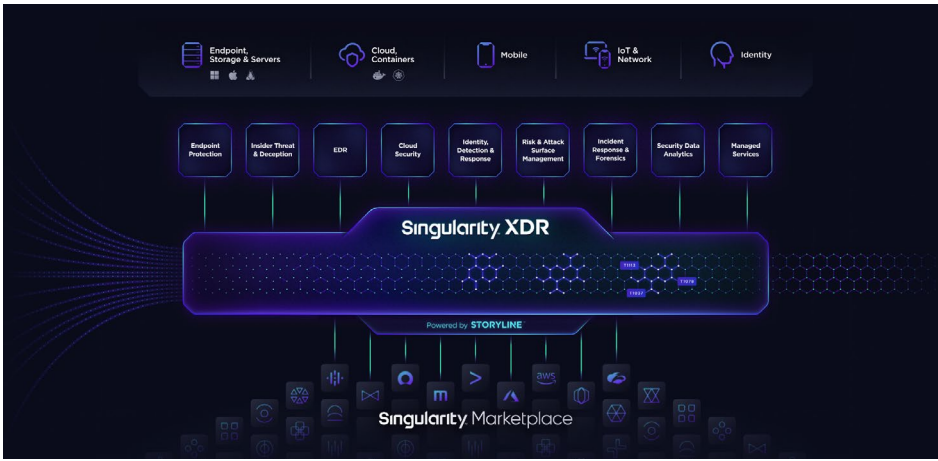 Endpoint,
Storage & Servers
Cloud,
Containers
Mobile
IoT &
Network
Identity
Endpoint
Protection
Insider Threat
& Deception
EDR
Cloud
Security
Identity,
Detection &
Response
Risk & Attack
Surface
Management
Incident
Response &
Forensics
Security Data
Analytics
Managed
Services
Singularity XDR
Powered by STORYLINE
aws
Singularity Marketplace